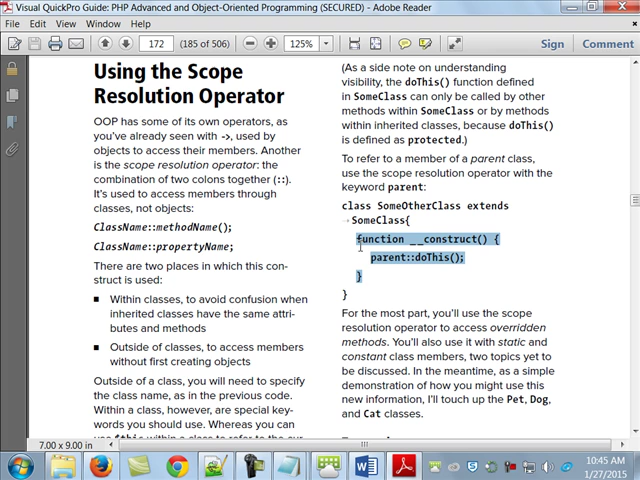 Visual QuickPro Guide: PHP Advanced and Object-Oriented Programming (SECURED) - Adobe Reader
File Edit View Window Help
172 (185 of 506) 125% Sign Comment
Using the Scope
Resolution Operator
OOP has some of its own operators, as
you've already seen with ->, used by
objects to access their members. Another
is the scope resolution operator: the
combination of two colons together (::).
It's used to access members through
classes, not objects:
ClassName::methodName();
ClassName::propertyName;
There are two places in which this con-
struct is used:
■ Within classes, to avoid confusion when
inherited classes have the same attri-
butes and methods
■ Outside of classes, to access members
without first creating objects
Outside of a class, you will need to specify
the class name, as in the previous code.
Within a class, however, are special key-
words you should use. Whereas you can
use $this within a class to refer to the cur-
(As a side note on understanding
visibility, the doThis() function defined
in SomeClass can only be called by other
methods within SomeClass or by methods
within inherited classes, because doThis()
is defined as protected.)
To refer to a member of a parent class,
use the scope resolution operator with the
keyword parent:
class SomeOtherClass extends
→ SomeClass{
function __construct() {
parent::doThis();
}
}
For the most part, you'll use the scope
resolution operator to access overridden
methods. You'll also use it with static and
constant class members, two topics yet to
be discussed. In the meantime, as a simple
demonstration of how you might use this
new information, I'll touch up the Pet, Dog,
and Cat classes.
7.00 x 9.00 in
10:45 AM
1/27/2015